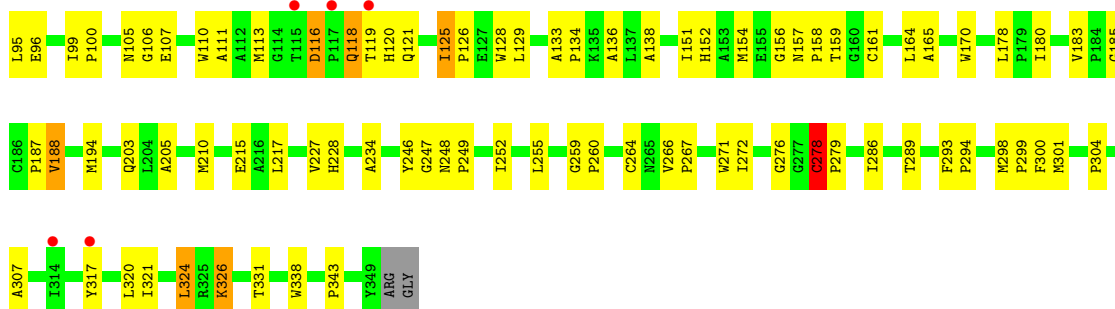 L95 E96 I99 P100 N105 G106 E107 W110 A111 A112 M113 G114 T115 D116 P117 Q118 T119 H120 Q121 I125 P126 E127 W128 L129 A133 P134 K135 A136 L137 A138 I151 H152 A153 M154 E155 G156 N157 P158 T159 G160 C161 L164 A165 W170 L178 P179 I180 V183 P184 G185
C186 P187 V188 M194 Q203 L204 A205 M210 E215 A216 L217 V227 H228 A234 Y246 G247 N248 P249 I252 L255 G259 P260 C264 N265 V266 P267 W271 I272 G276 G277 C278 P279 I286 T289 F293 P294 M298 P299 F300 M301 P304
A307 I314 Y317 L320 I321 L324 R325 K326 T331 W338 P343 Y349 ARG GLY